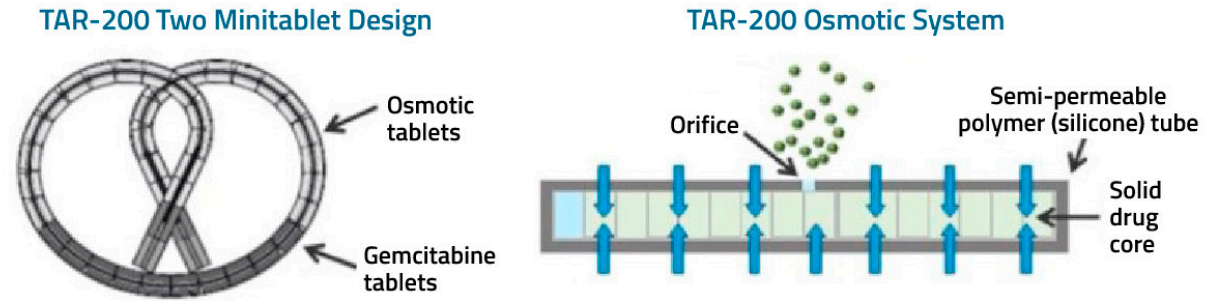 TAR-200 Two Minitablet Design
Osmotic
tablets
Gemcitabine
tablets
TAR-200 Osmotic System
Orifice
Semi-permeable
polymer (silicone) tube
Solid
drug
core